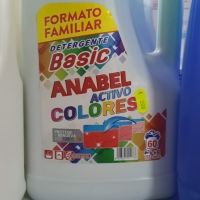 FORMATO
FAMILIAR
DETERGENTE
Basic
ANABEL
ACTIVO
COLORES
60